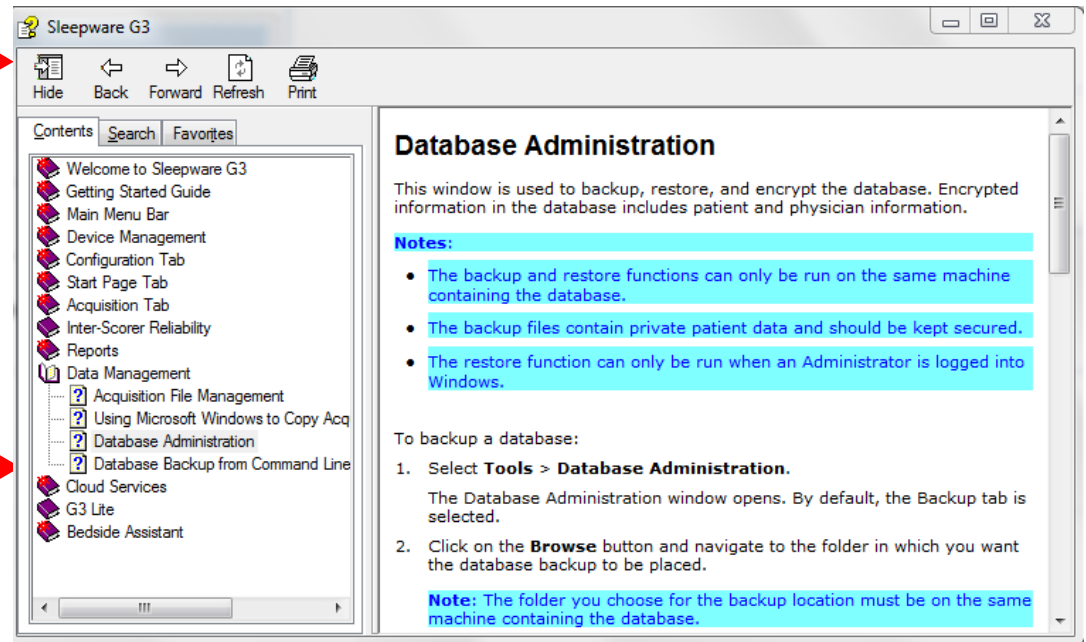 Sleepware G3
Hide Back Forward Refresh Print
Contents Search Favorites
Welcome to Sleepware G3
Getting Started Guide
Main Menu Bar
Device Management
Configuration Tab
Start Page Tab
Acquisition Tab
Inter-Scorer Reliability
Reports
Data Management
Acquisition File Management
Using Microsoft Windows to Copy Acq
Database Administration
Database Backup from Command Line
Cloud Services
G3 Lite
Bedside Assistant
Database Administration
This window is used to backup, restore, and encrypt the database. Encrypted
information in the database includes patient and physician information.
Notes:
• The backup and restore functions can only be run on the same machine
containing the database.
• The backup files contain private patient data and should be kept secured.
• The restore function can only be run when an Administrator is logged into
Windows.
To backup a database:
1. Select Tools > Database Administration.
The Database Administration window opens. By default, the Backup tab is
selected.
2. Click on the Browse button and navigate to the folder in which you want
the database backup to be placed.
Note: The folder you choose for the backup location must be on the same
machine containing the database.